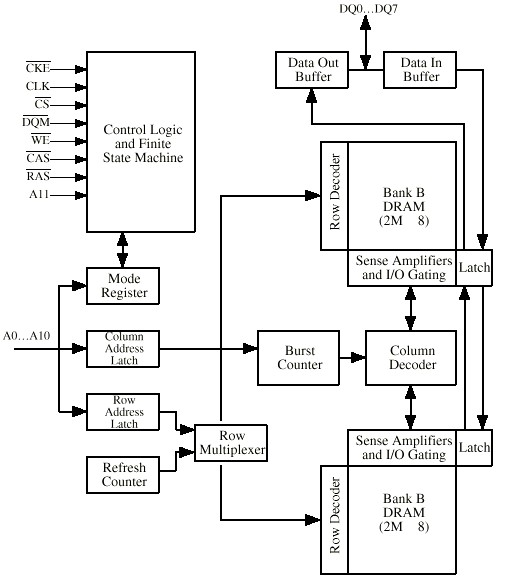 DQ0…DQ7
Data Out
Buffer
Data In
Buffer
CKE
CLK
CS
DQM
WE
CAS
RAS
A11
Control Logic
and Finite
State Machine
Row Decoder
Bank B
DRAM
(2M 8)
Sense Amplifiers
and I/O Gating
Latch
Mode
Register
A0…A10
Column
Address
Latch
Burst
Counter
Column
Decoder
Row
Address
Latch
Row
Multiplexer
Refresh
Counter
Sense Amplifiers
and I/O Gating
Latch
Row Decoder
Bank B
DRAM
(2M 8)